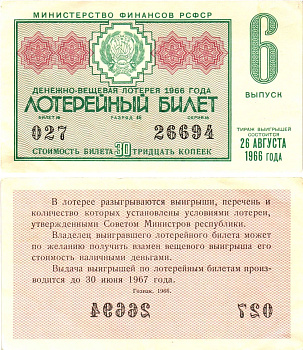 МИНИСТЕРСТВО ФИНАНСОВ РСФСР
6
ВЫПУСК
ДЕНЕЖНО-ВЕЩЕВАЯ ЛОТЕРЕЯ 1966 ГОДА
ЛОТЕРЕЙНЫЙ БИЛЕТ
БИЛЕТ № РАЗРЯД 46 СЕРИЯ №
027 26694
СТОИМОСТЬ БИЛЕТА 30 ТРИДЦАТЬ КОПЕЕК
ТИРАЖ ВЫИГРЫШЕЙ
СОСТОИТСЯ
26 АВГУСТА
1966 ГОДА
В лотерее разыгрываются выигрыши, перечень и
количество которых установлены условиями лотереи,
утвержденными Советом Министров республики.
Владелец выигравшего лотерейного билета может
по желанию получить взамен вещевого выигрыша его
стоимость наличными деньгами.
Выдача выигрышей по лотерейным билетам произ-
водится до 30 июня 1967 года.
Гознак. 1966.
26694 027